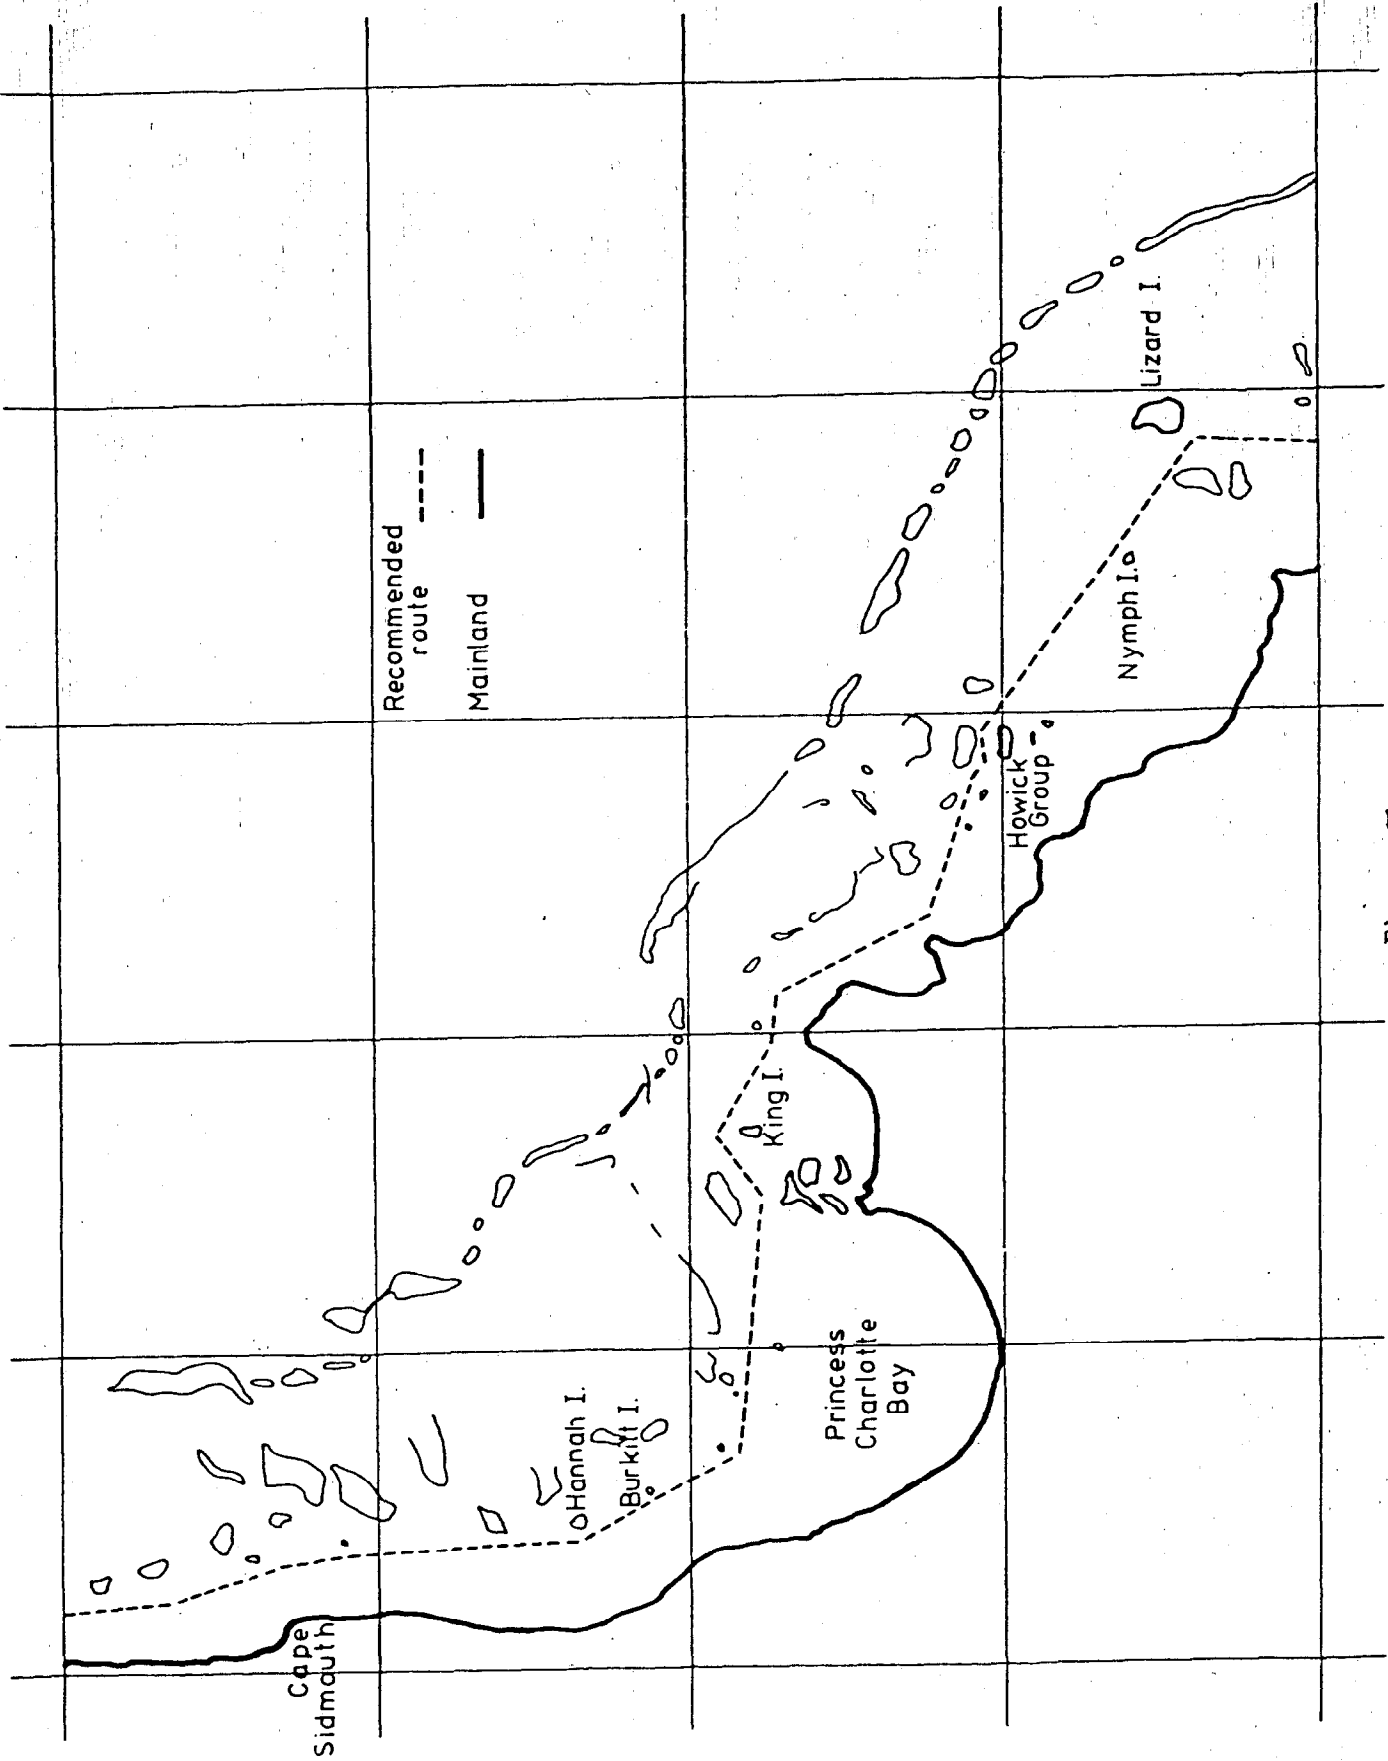 Recommended
route
Mainland
Lizard I.
Nymph I.
Howick
Group
King I.
Princess
Charlotte
Bay
Hannah I.
Burkitt I.
Cape
Sidmouth